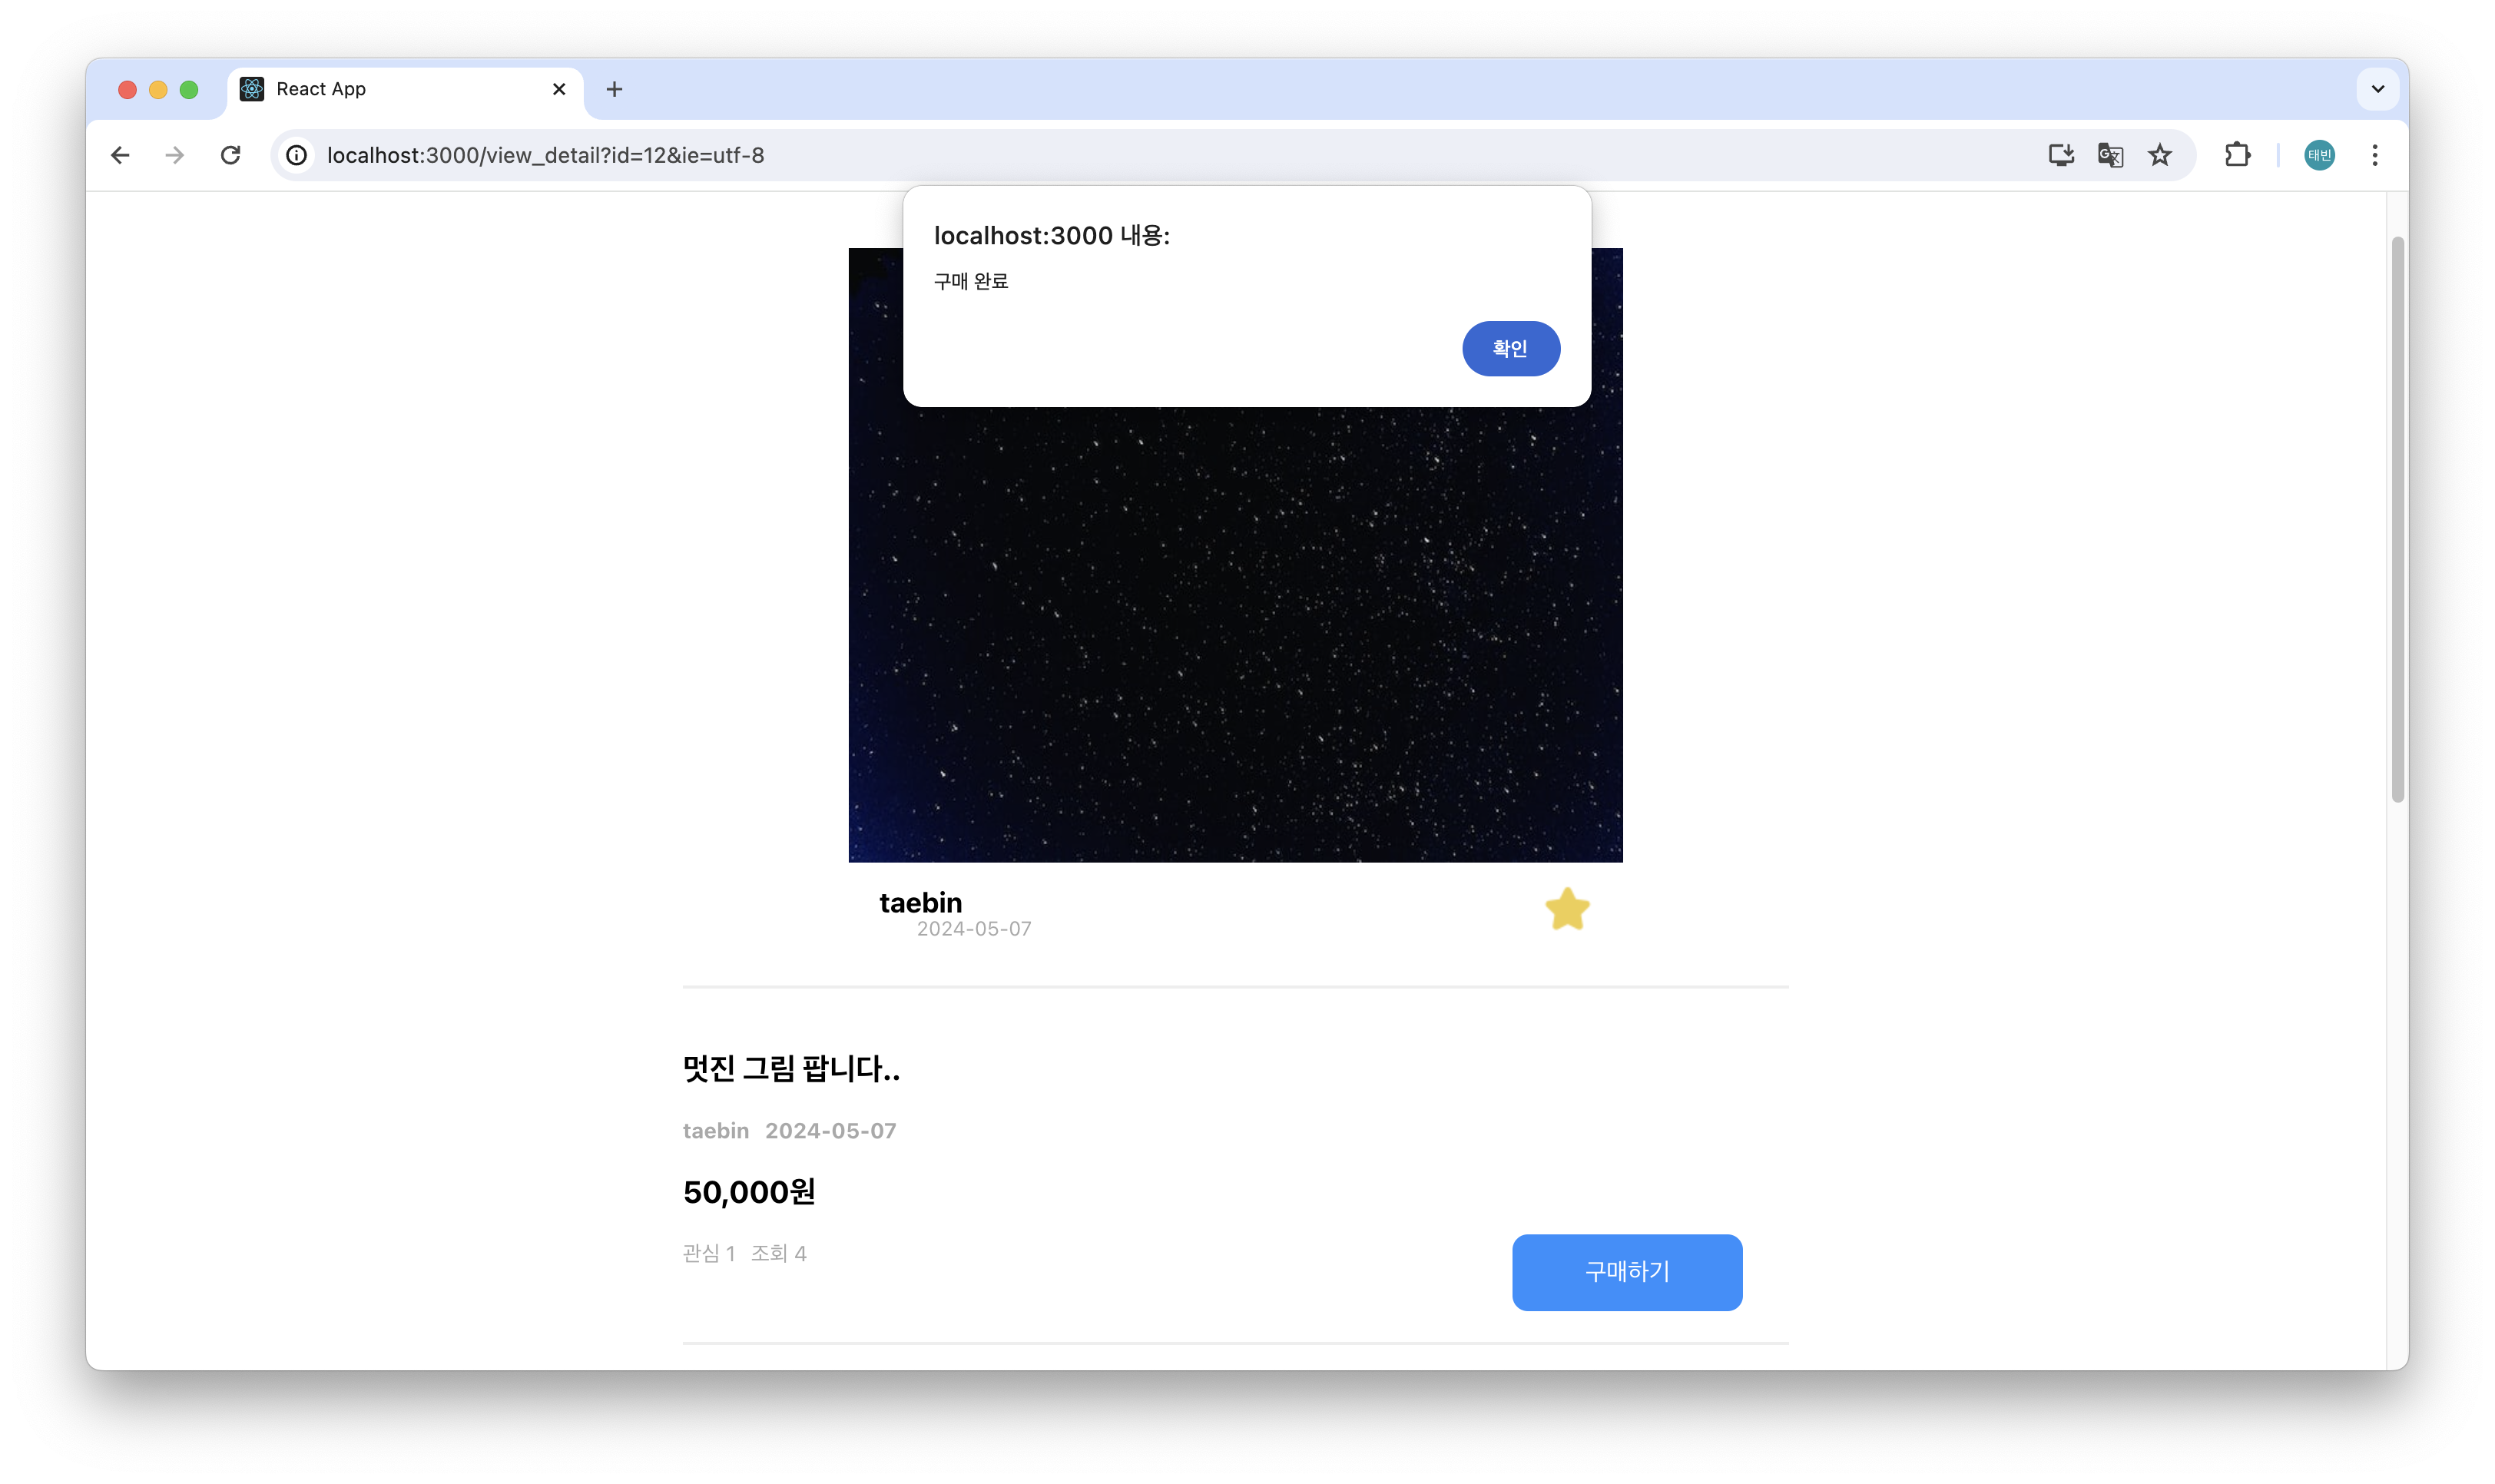 React App
localhost:3000/view_detail?id=12&ie=utf-8
태빈
localhost:3000 내용:
구매 완료
확인
taebin
2024-05-07
멋진 그림 팝니다..
taebin 2024-05-07
50,000원
관심 1 조회 4
구매하기